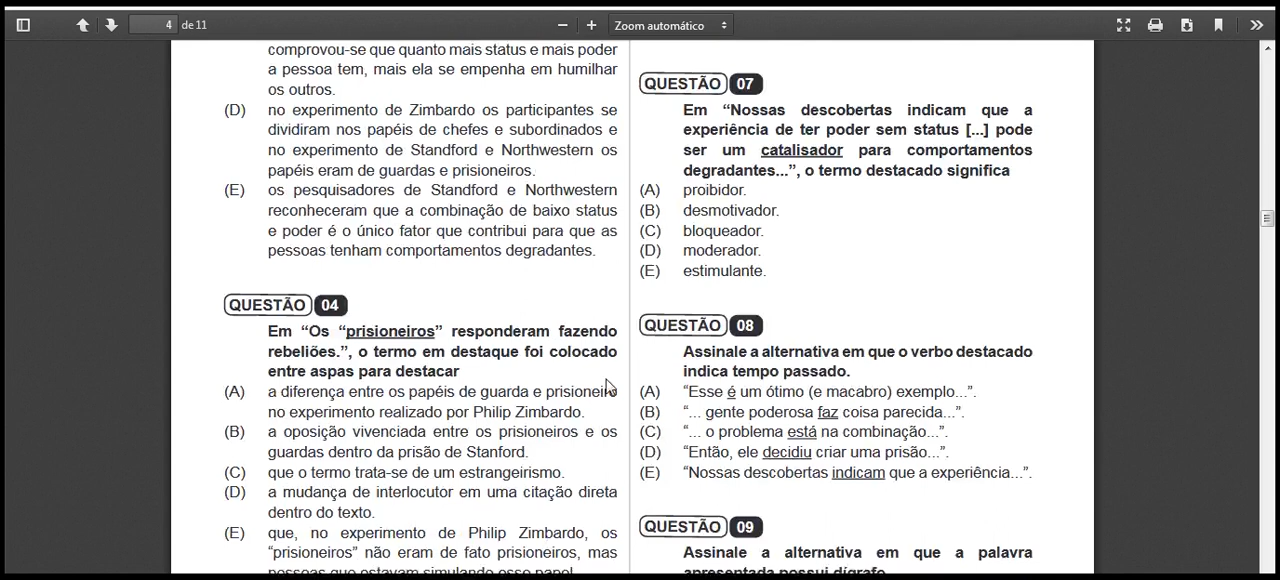 4 de 11
Zoom automático
comprovou-se que quanto mais status e mais poder
a pessoa tem, mais ela se empenha em humilhar
os outros.
(D) no experimento de Zimbardo os participantes se
dividiram nos papéis de chefes e subordinados e
no experimento de Standford e Northwestern os
papéis eram de guardas e prisioneiros.
(E) os pesquisadores de Standford e Northwestern
reconheceram que a combinação de baixo status
e poder é o único fator que contribui para que as
pessoas tenham comportamentos degradantes.
QUESTÃO 04
Em “Os “prisioneiros” responderam fazendo
rebeliões.”, o termo em destaque foi colocado
entre aspas para destacar
(A) a diferença entre os papéis de guarda e prisioneiro
no experimento realizado por Philip Zimbardo.
(B) a oposição vivenciada entre os prisioneiros e os
guardas dentro da prisão de Stanford.
(C) que o termo trata-se de um estrangeirismo.
(D) a mudança de interlocutor em uma citação direta
dentro do texto.
(E) que, no experimento de Philip Zimbardo, os
“prisioneiros” não eram de fato prisioneiros, mas
pessoas que estavam simulando esse papel.
QUESTÃO 07
Em “Nossas descobertas indicam que a
experiência de ter poder sem status [...] pode
ser um catalisador para comportamentos
degradantes...”, o termo destacado significa
(A) proibidor.
(B) desmotivador.
(C) bloqueador.
(D) moderador.
(E) estimulante.
QUESTÃO 08
Assinale a alternativa em que o verbo destacado
indica tempo passado.
(A) “Esse é um ótimo (e macabro) exemplo...”.
(B) “... gente poderosa faz coisa parecida...”.
(C) “... o problema está na combinação...”.
(D) “Então, ele decidiu criar uma prisão...”.
(E) “Nossas descobertas indicam que a experiência...”.
QUESTÃO 09
Assinale a alternativa em que a palavra
apresentada possui dígrafo